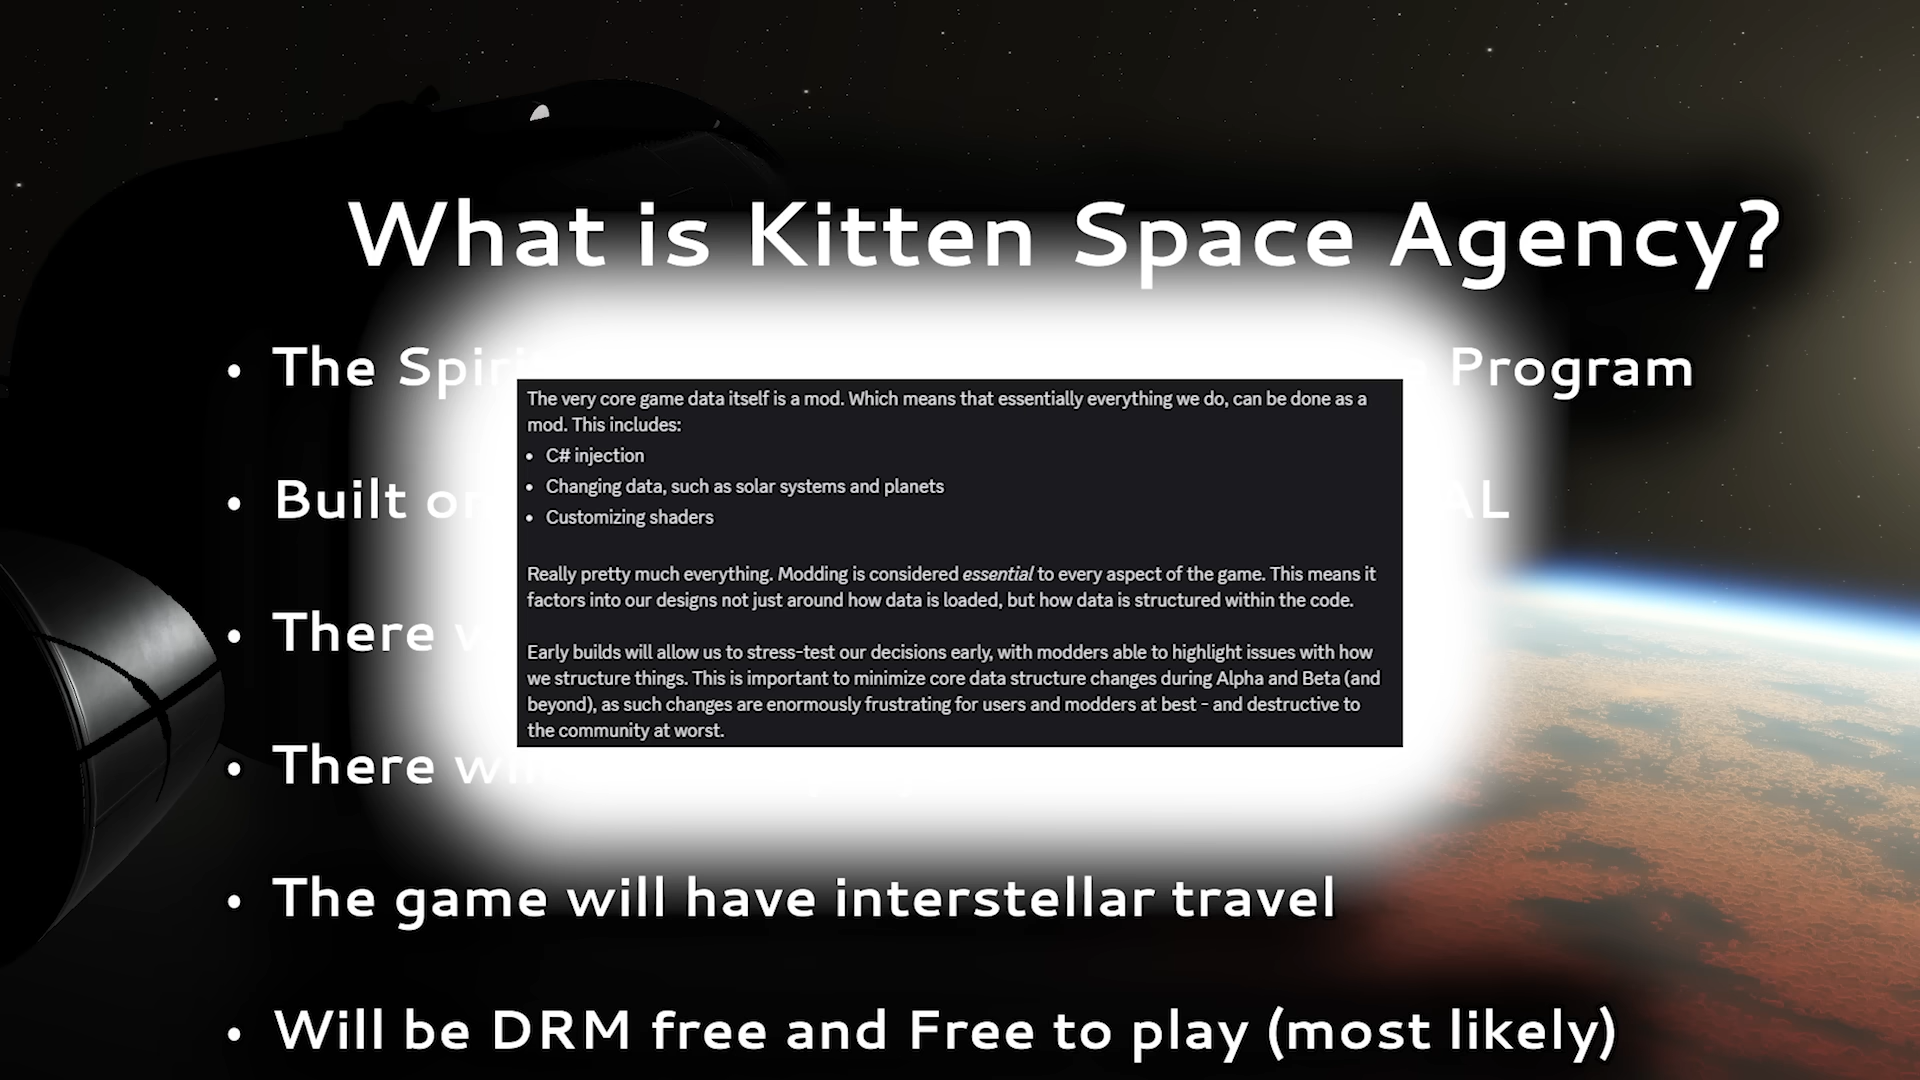 What is Kitten Space Agency?
• The Program
• Built
The very core game data itself is a mod. Which means that essentially everything we do, can be done as a
mod. This includes:
• C# injection
• Changing data, such as solar systems and planets
• Customizing shaders
Really pretty much everything. Modding is considered essential to every aspect of the game. This means it
factors into our designs not just around how data is loaded, but how data is structured within the code.
Early builds will allow us to stress-test our decisions early, with modders able to highlight issues with how
we structure things. This is important to minimize core data structure changes during Alpha and Beta (and
beyond), as such changes are enormously frustrating for users and modders at best - and destructive to
the community at worst.
• There
• There
• The game will have interstellar travel
• Will be DRM free and Free to play (most likely)